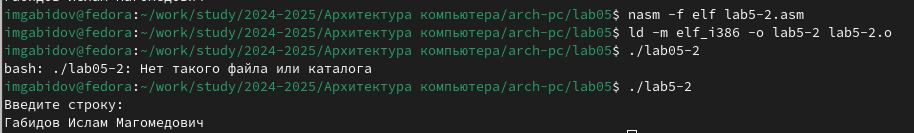 imgabidov@fedora:~/work/study/2024-2025/Архитектура компьютера/arch-pc/lab05$ nasm -f elf lab5-2.asm
imgabidov@fedora:~/work/study/2024-2025/Архитектура компьютера/arch-pc/lab05$ ld -m elf_i386 -o lab5-2 lab5-2.o
imgabidov@fedora:~/work/study/2024-2025/Архитектура компьютера/arch-pc/lab05$ ./lab05-2
bash: ./lab05-2: Нет такого файла или каталога
imgabidov@fedora:~/work/study/2024-2025/Архитектура компьютера/arch-pc/lab05$ ./lab5-2
Введите строку:
Габидов Ислам Магомедович